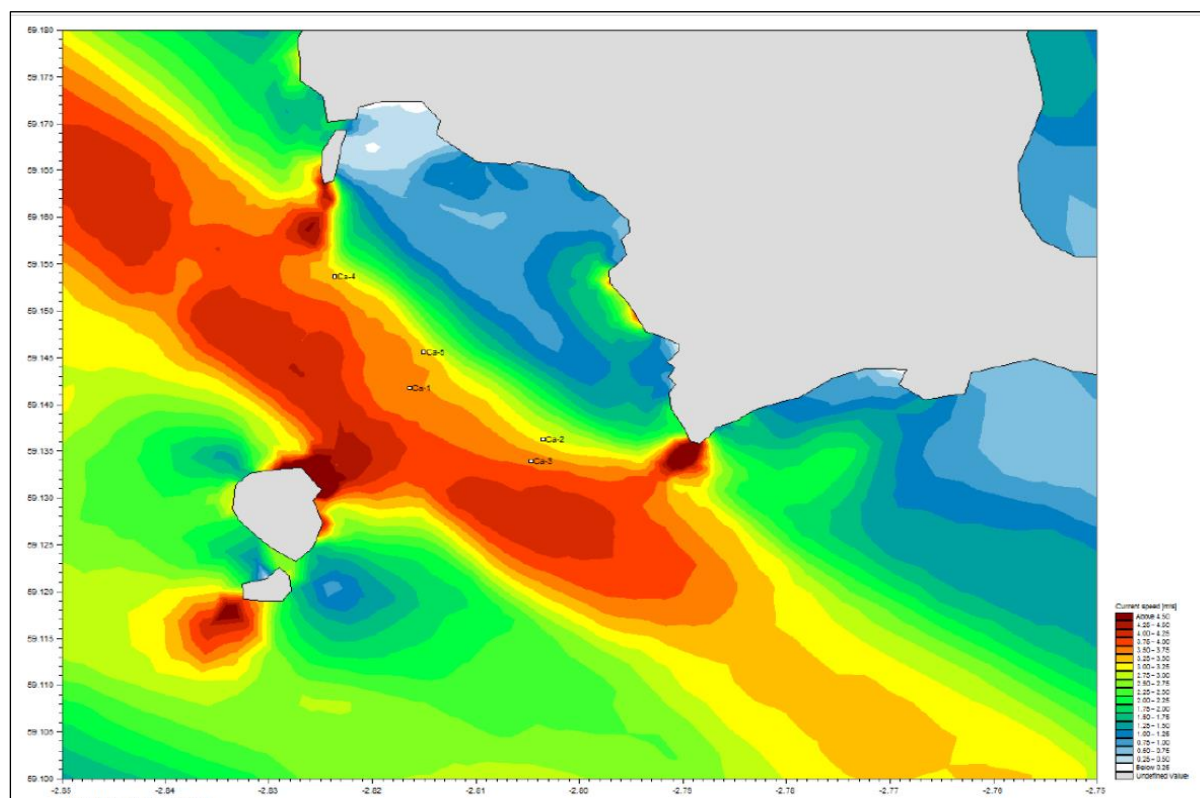 59.180
59.175
59.170
59.165
59.160
59.155
59.150
59.145
59.140
59.135
59.130
59.125
59.120
59.115
59.110
59.105
59.100
Ca-4
Ca-5
Ca-1
Ca-2
Ca-3
-2.85 -2.84 -2.83 -2.82 -2.81 -2.80 -2.79 -2.78 -2.77 -2.76 -2.75
Current speed [m/s]
Above 4.50
4.25 - 4.50
4.00 - 4.25
3.75 - 4.00
3.50 - 3.75
3.25 - 3.50
3.00 - 3.25
2.75 - 3.00
2.50 - 2.75
2.25 - 2.50
2.00 - 2.25
1.75 - 2.00
1.50 - 1.75
1.25 - 1.50
1.00 - 1.25
0.75 - 1.00
0.50 - 0.75
0.25 - 0.50
Below 0.25
Undefined Value